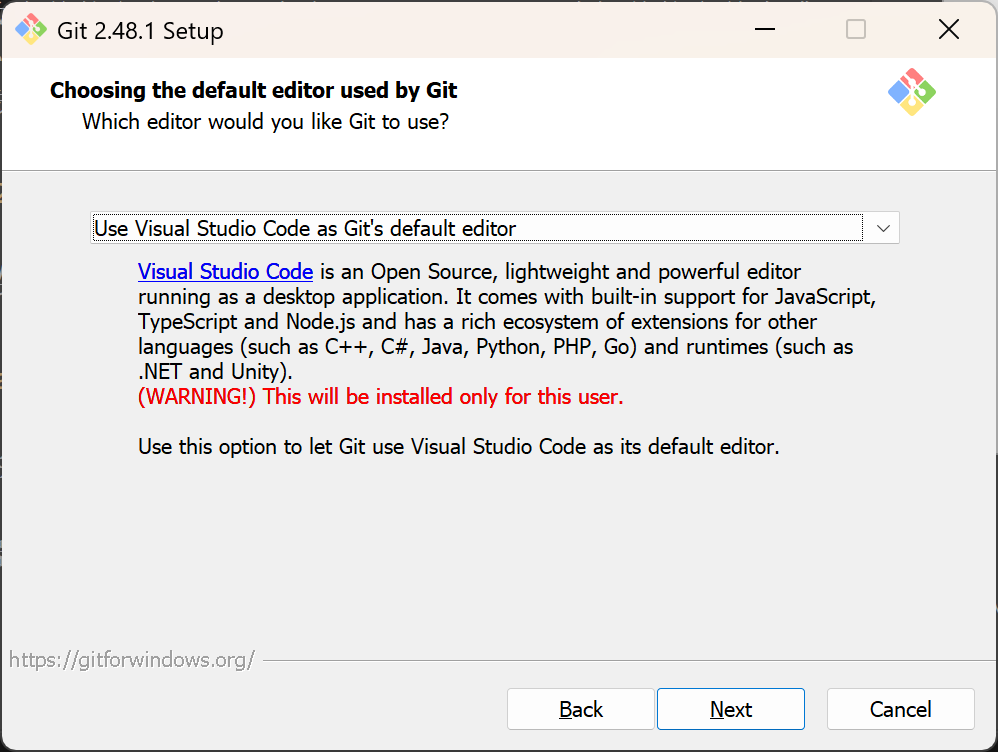 Git 2.48.1 Setup
Choosing the default editor used by Git
Which editor would you like Git to use?
Use Visual Studio Code as Git's default editor
Visual Studio Code is an Open Source, lightweight and powerful editor
running as a desktop application. It comes with built-in support for JavaScript,
TypeScript and Node.js and has a rich ecosystem of extensions for other
languages (such as C++, C#, Java, Python, PHP, Go) and runtimes (such as
.NET and Unity).
(WARNING!) This will be installed only for this user.
Use this option to let Git use Visual Studio Code as its default editor.
https://gitforwindows.org/
Back Next Cancel